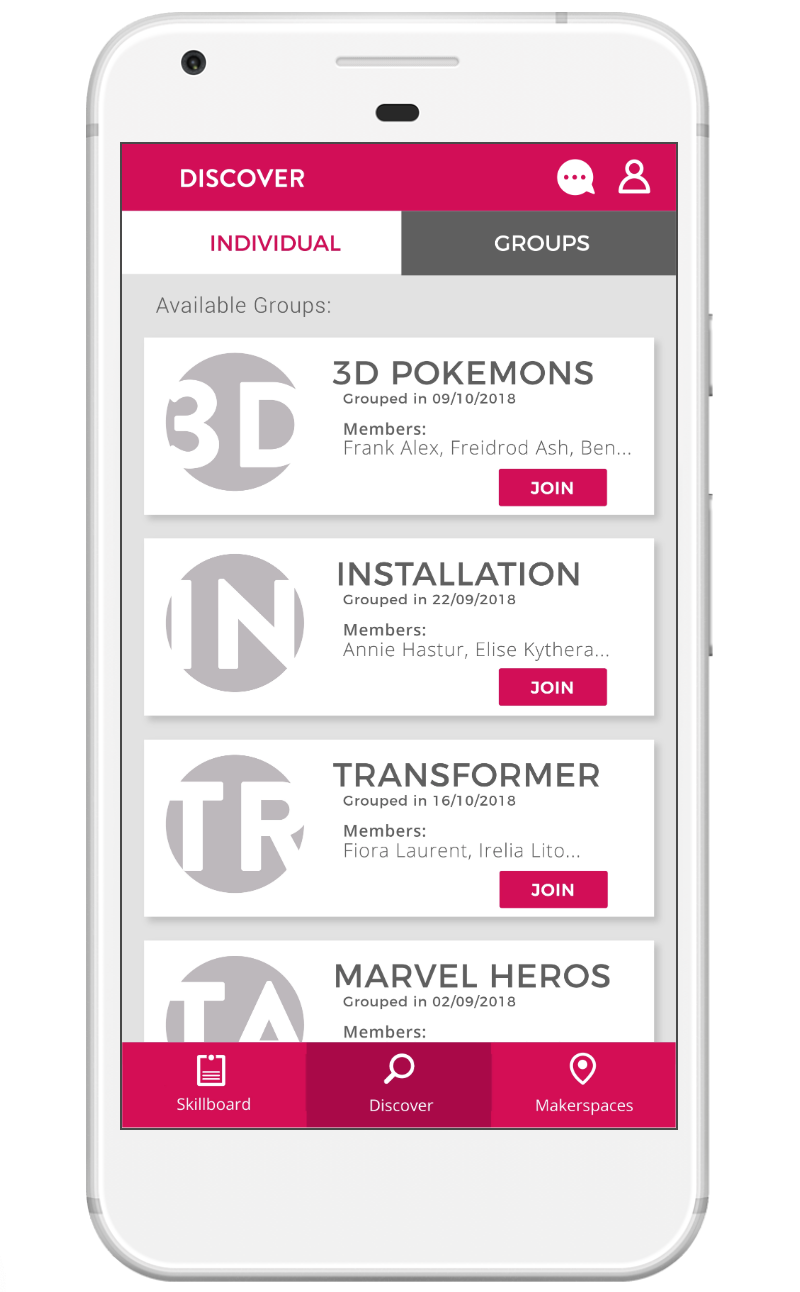 DISCOVER
INDIVIDUAL
GROUPS
Available Groups:
3D
3D POKEMONS
Grouped in 09/10/2018
Members:
Frank Alex, Freidrod Ash, Ben...
JOIN
IN
INSTALLATION
Grouped in 22/09/2018
Members:
Annie Hastur, Elise Kythera...
JOIN
TR
TRANSFORMER
Grouped in 16/10/2018
Members:
Fiora Laurent, Irelia Lito...
JOIN
TA
MARVEL HEROS
Grouped in 02/09/2018
Members:
Skillboard
Discover
Makerspaces